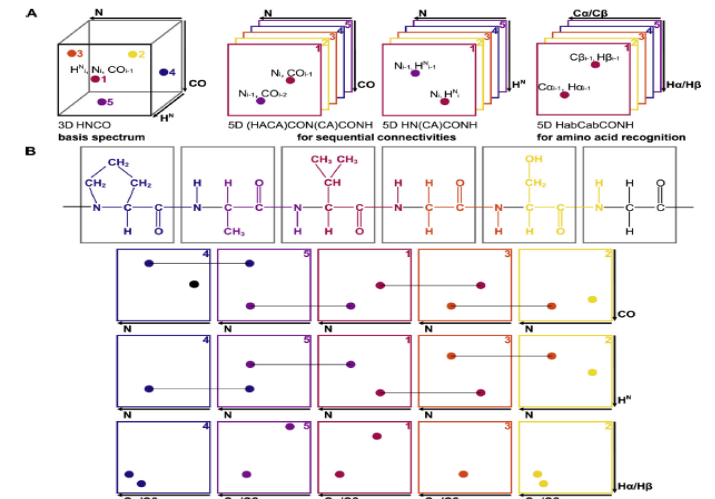 A
N
N
N
Cα/Cβ
3
2
1
4
5
H^N_i, N_i, CO_i-1
CO
H^N
5
4
3
2
1
N_i, CO_i-1
N_i-1, CO_i-2
CO
5
4
3
2
1
N_i-1, H^N_i-1
N_i, H^N_i
H^N
5
4
3
2
1
Cβ_i-1, Hβ_i-1
Cα_i-1, Hα_i-1
Hα/Hβ
3D HNCO
basis spectrum
5D (HACA)CON(CA)CONH
5D HN(CA)CONH
for sequential connectivities
5D HabCabCONH
for amino acid recognition
B
CH₂
CH₂ CH₂
N C C
H O
H H O
N C C
CH₃
CH₃ CH₃
CH
N C C
H H O
H O
N C C
H H
OH
CH₂
N C C
H H O
H H O
N C C
H
4 5 1 3 2
CO
N N N N N
4 5 1 3 2
H^N
N N N N N
4 5 1 3 2
Hα/Hβ